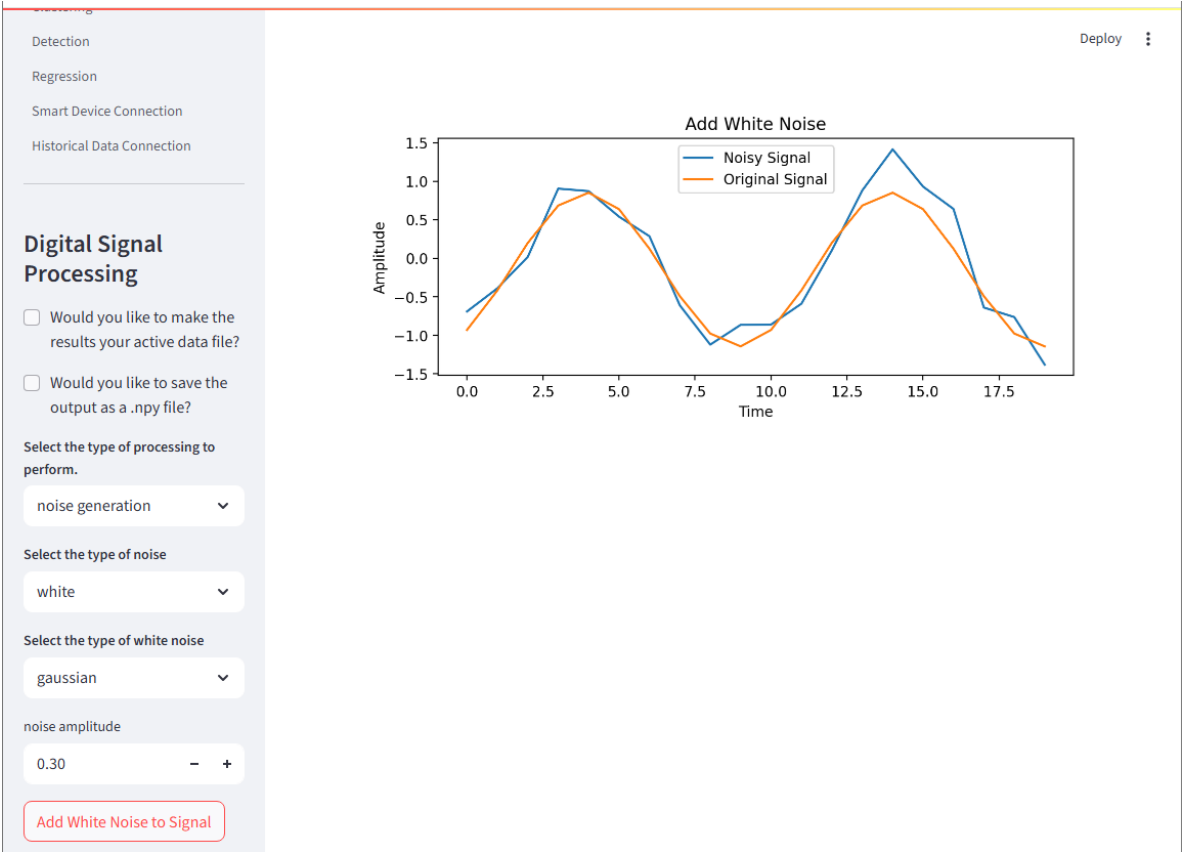 Clustering
Detection
Regression
Smart Device Connection
Historical Data Connection
Digital Signal
Processing
Would you like to make the
results your active data file?
Would you like to save the
output as a .npy file?
Select the type of processing to
perform.
noise generation
Select the type of noise
white
Select the type of white noise
gaussian
noise amplitude
0.30 − +
Add White Noise to Signal
Deploy
Add White Noise
Noisy Signal
Original Signal
Amplitude
1.5
1.0
0.5
0.0
−0.5
−1.0
−1.5
0.0 2.5 5.0 7.5 10.0 12.5 15.0 17.5
Time